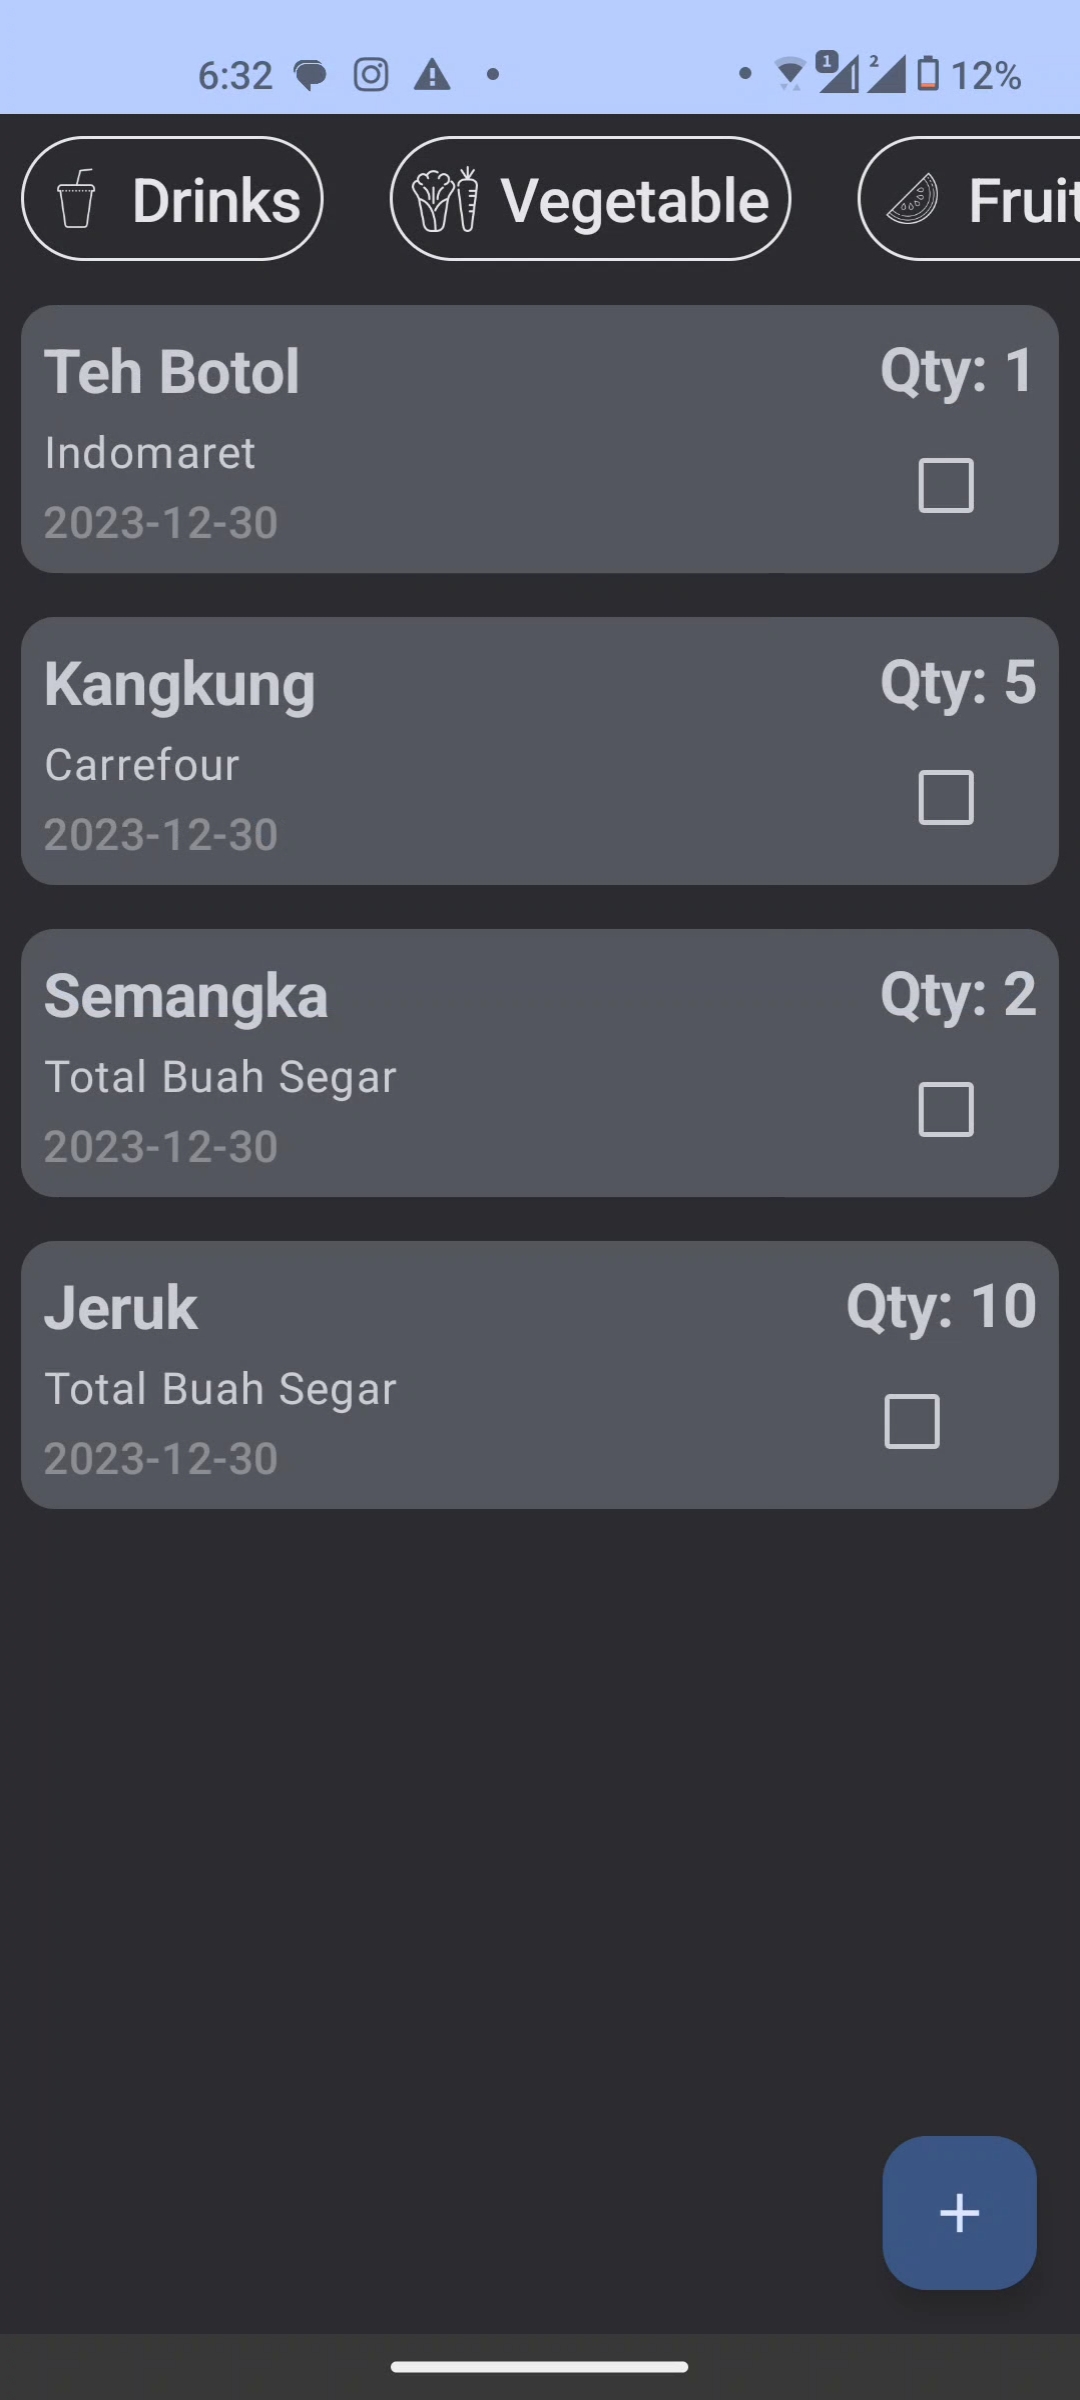 6:32
1
2
12%
Drinks
Vegetable
Fruit
Teh Botol
Qty: 1
Indomaret
2023-12-30
Kangkung
Qty: 5
Carrefour
2023-12-30
Semangka
Qty: 2
Total Buah Segar
2023-12-30
Jeruk
Qty: 10
Total Buah Segar
2023-12-30